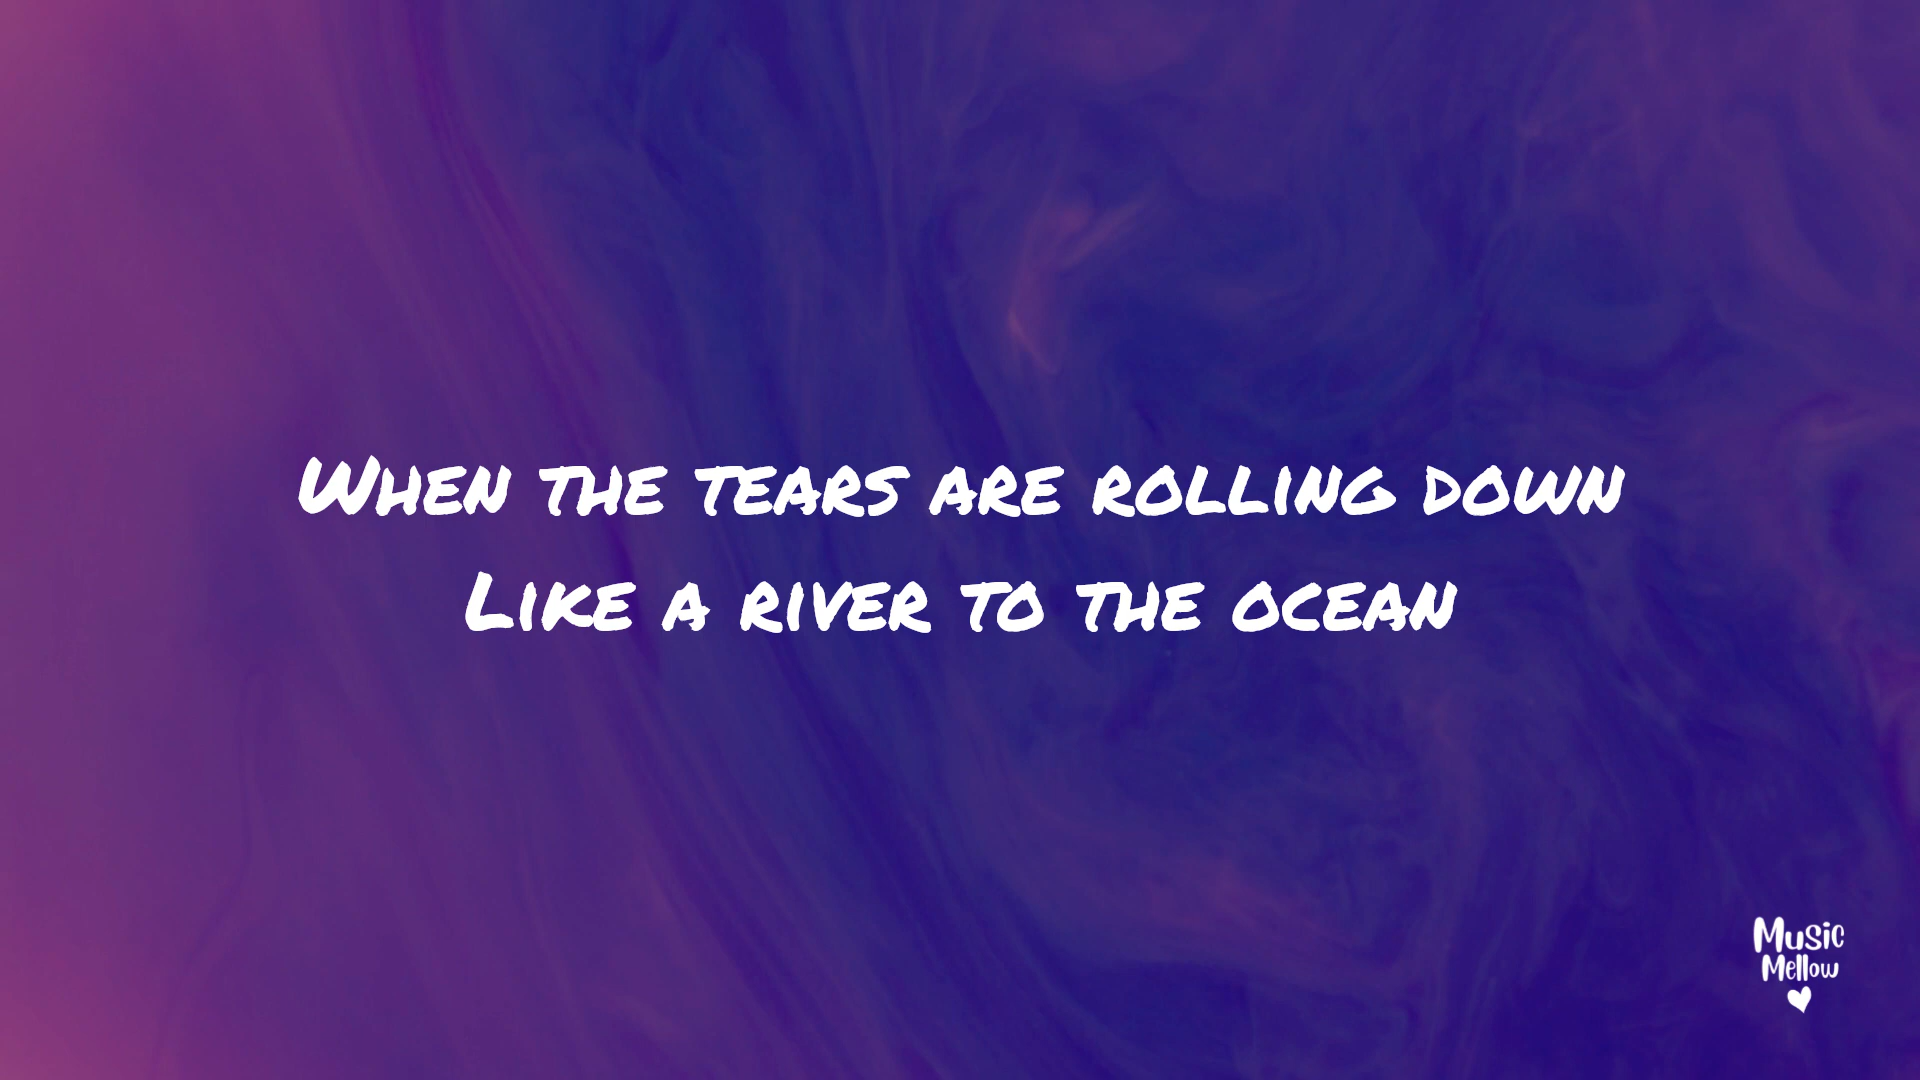 When the tears are rolling down
Like a river to the ocean
Music
Mellow